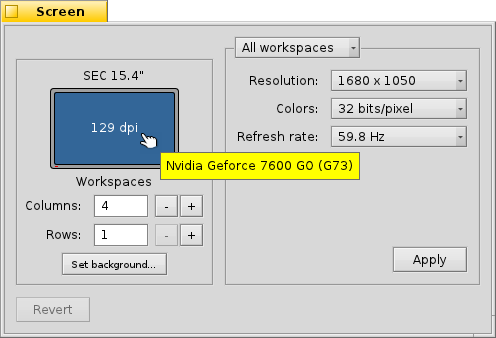 Screen
SEC 15.4"
129 dpi
Workspaces
Columns: 4 - +
Rows: 1 - +
Set background...
All workspaces
Resolution: 1680 x 1050
Colors: 32 bits/pixel
Refresh rate: 59.8 Hz
Nvidia Geforce 7600 GO (G73)
Apply
Revert